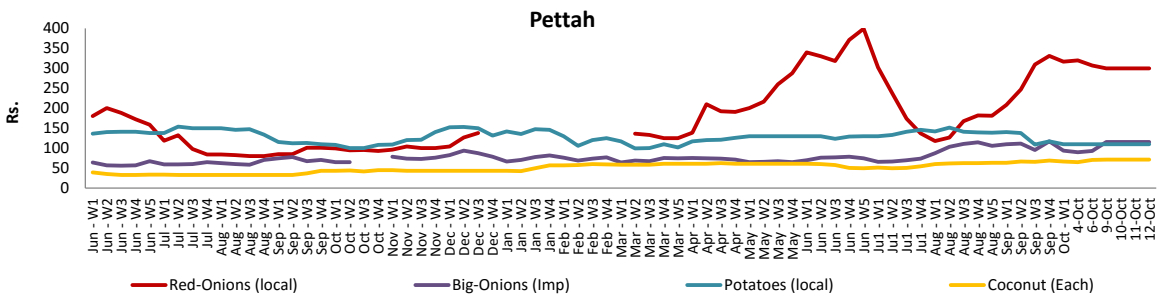 Pettah
Rs.
400
350
300
250
200
150
100
50
0
Jun - W1
Jun - W2
Jun - W3
Jun - W4
Jun - W5
Jul - W1
Jul - W2
Jul - W3
Jul - W4
Aug - W1
Aug - W2
Aug - W3
Aug - W4
Sep - W1
Sep - W2
Sep - W3
Sep - W4
Oct - W1
Oct - W2
Oct - W3
Oct - W4
Nov - W1
Nov - W2
Nov - W3
Nov - W4
Dec - W1
Dec - W2
Dec - W3
Dec - W4
Jan - W1
Jan - W2
Jan - W3
Jan - W4
Feb - W1
Feb - W2
Feb - W3
Feb - W4
Mar - W1
Mar - W2
Mar - W3
Mar - W4
Mar - W5
Apr - W1
Apr - W2
Apr - W3
Apr - W4
May - W1
May - W2
May - W3
May - W4
Jun - W1
Jun - W2
Jun - W3
Jun - W4
Jun - W5
Ju1 - W1
Ju1 - W2
Ju1 - W3
Ju1 - W4
Aug - W1
Aug - W2
Aug - W3
Aug - W4
Aug - W5
Sep - W1
Sep - W2
Sep - W3
Sep - W4
Oct - W1
4-Oct
6-Oct
9-Oct
10-Oct
11-Oct
12-Oct
Red-Onions (local)
Big-Onions (Imp)
Potatoes (local)
Coconut (Each)